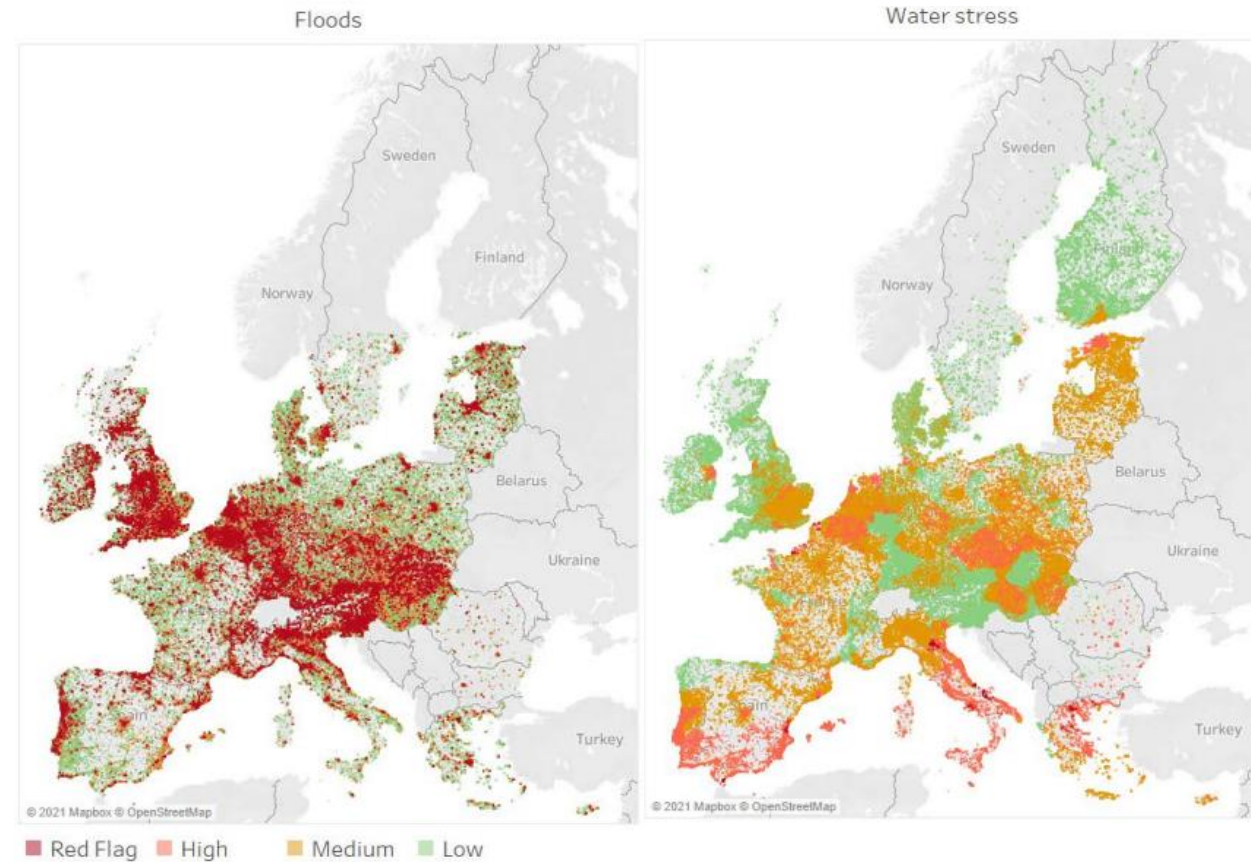 Floods
Water stress
Sweden
Finland
Norway
Belarus
Ukraine
Turkey
© 2021 Mapbox © OpenStreetMap
Sweden
Finland
Norway
Belarus
Ukraine
Turkey
© 2021 Mapbox © OpenStreetMap
Red Flag High Medium Low